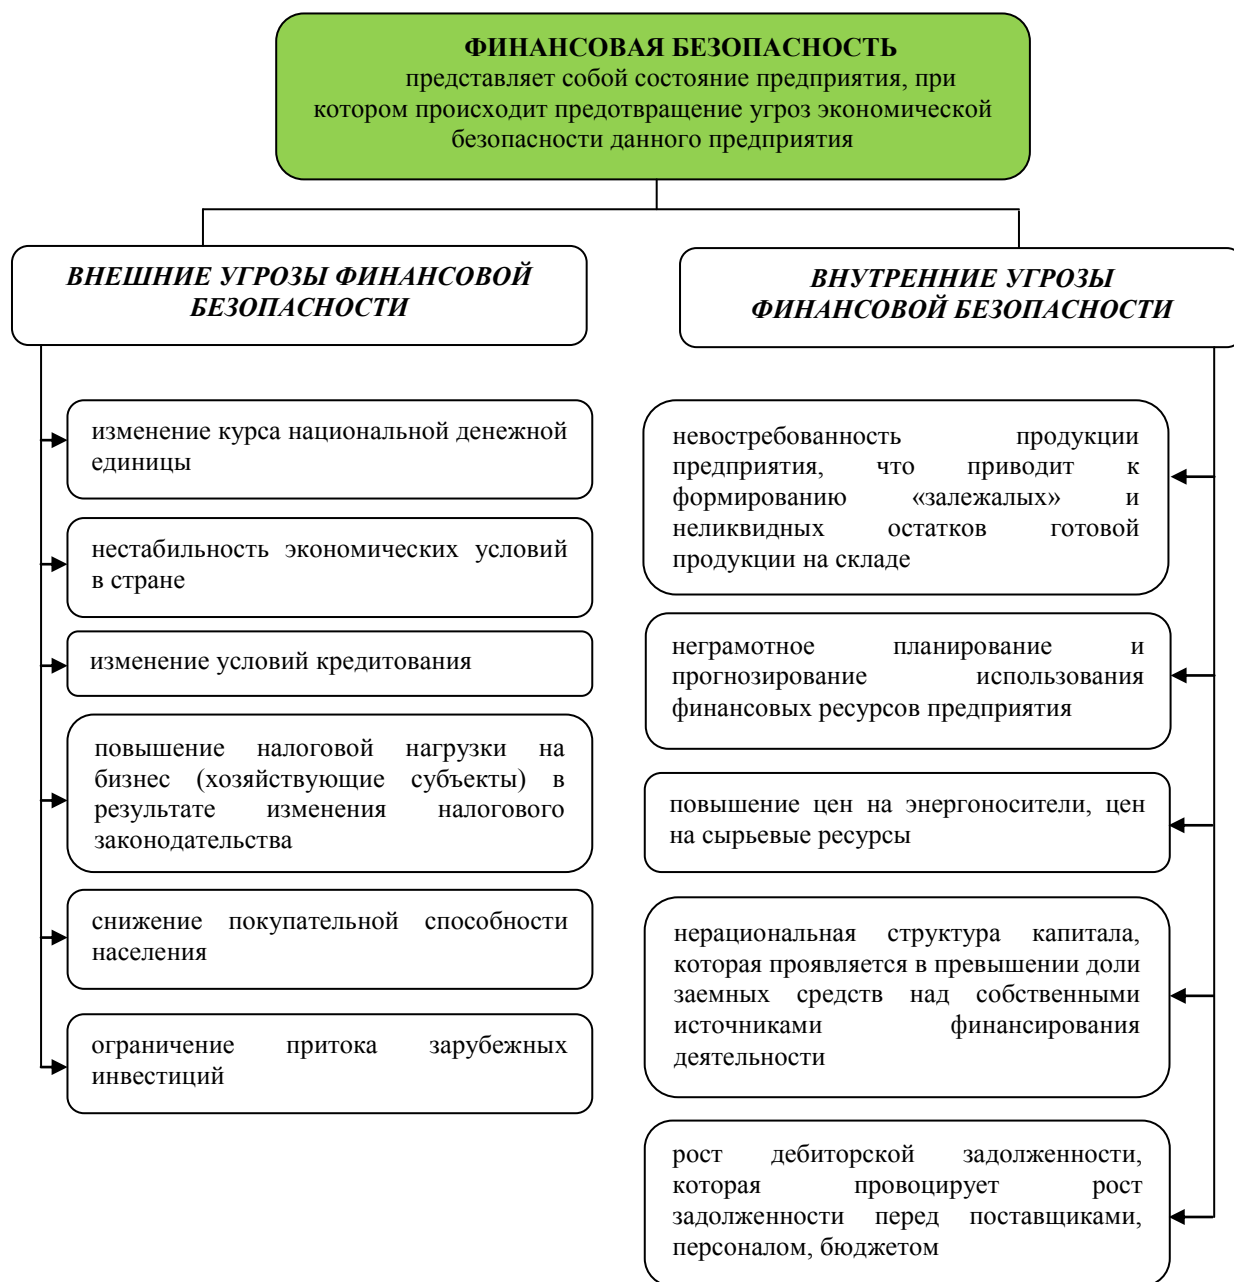 ФИНАНСОВАЯ БЕЗОПАСНОСТЬ
представляет собой состояние предприятия, при
котором происходит предотвращение угроз экономической
безопасности данного предприятия
ВНЕШНИЕ УГРОЗЫ ФИНАНСОВОЙ
БЕЗОПАСНОСТИ
изменение курса национальной денежной
единицы
нестабильность экономических условий
в стране
изменение условий кредитования
повышение налоговой нагрузки на
бизнес (хозяйствующие субъекты) в
результате изменения налогового
законодательства
снижение покупательной способности
населения
ограничение притока зарубежных
инвестиций
ВНУТРЕННИЕ УГРОЗЫ
ФИНАНСОВОЙ БЕЗОПАСНОСТИ
невостребованность продукции
предприятия, что приводит к
формированию «залежалых» и
неликвидных остатков готовой
продукции на складе
неграмотное планирование и
прогнозирование использования
финансовых ресурсов предприятия
повышение цен на энергоносители, цен
на сырьевые ресурсы
нерациональная структура капитала,
которая проявляется в превышении доли
заемных средств над собственными
источниками финансирования
деятельности
рост дебиторской задолженности,
которая провоцирует рост
задолженности перед поставщиками,
персоналом, бюджетом